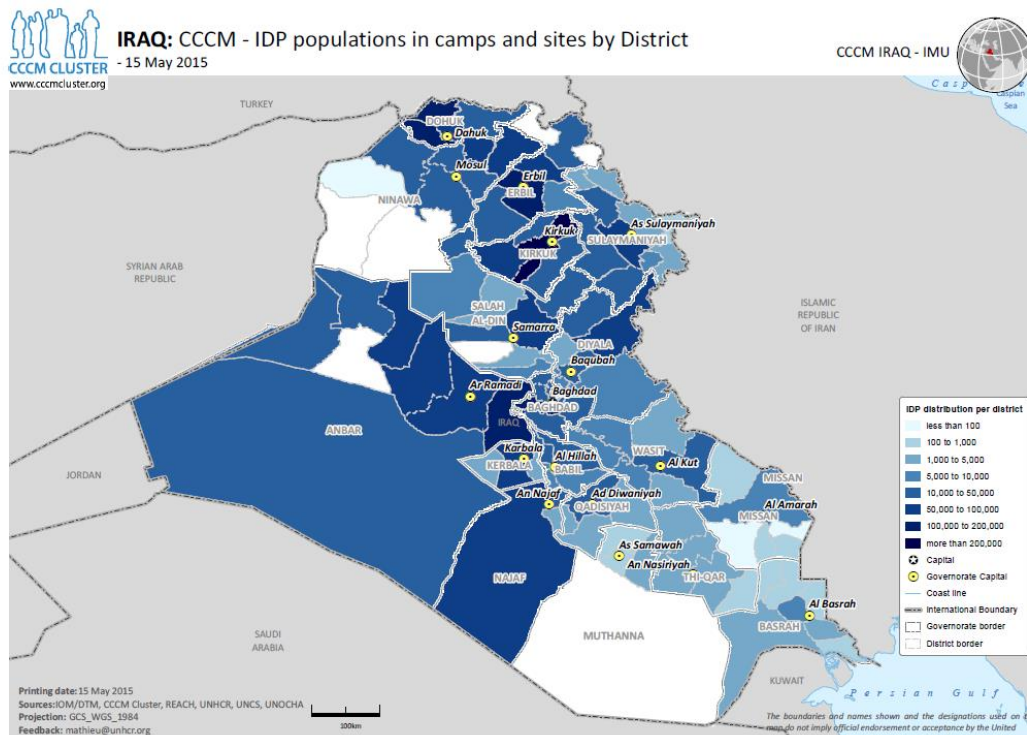 CCCM CLUSTER
www.cccmcluster.org
IRAQ: CCCM - IDP populations in camps and sites by District
- 15 May 2015
CCCM IRAQ - IMU
Caspian
Sea
TURKEY
DOHUK
Dahuk
Mosul
Erbil
ERBIL
NINAWA
As Sulaymaniyah
Kirkuk
SULAYMANIYAH
KIRKUK
SYRIAN ARAB
REPUBLIC
ISLAMIC
REPUBLIC
OF IRAN
SALAH
AL-DIN
Samarra
DIYALA
Baqubah
Ar Ramadi
Baghdad
BAGHDAD
IRAQ
ANBAR
JORDAN
Karbala
KERBALA
Al Hillah
BABIL
WASIT
Al Kut
MISSAN
An Najaf
Ad Diwaniyah
QADISIYAH
Al Amarah
MISSAN
As Samawah
An Nasiriyah
THI-QAR
NAJAF
Al Basrah
BASRAH
MUTHANNA
SAUDI
ARABIA
KUWAIT
Persian Gulf
IDP distribution per district
less than 100
100 to 1,000
1,000 to 5,000
5,000 to 10,000
10,000 to 50,000
50,000 to 100,000
100,000 to 200,000
more than 200,000
Capital
Governorate Capital
Coast line
International Boundary
Governorate border
District border
Printing date: 15 May 2015
Sources:IOM/DTM, CCCM Cluster, REACH, UNHCR, UNCS, UNOCHA
Projection: GCS_WGS_1984
Feedback: mathieu@unhcr.org
100km
The boundaries and names shown and the designations used on
map do not imply official endorsement or acceptance by the United